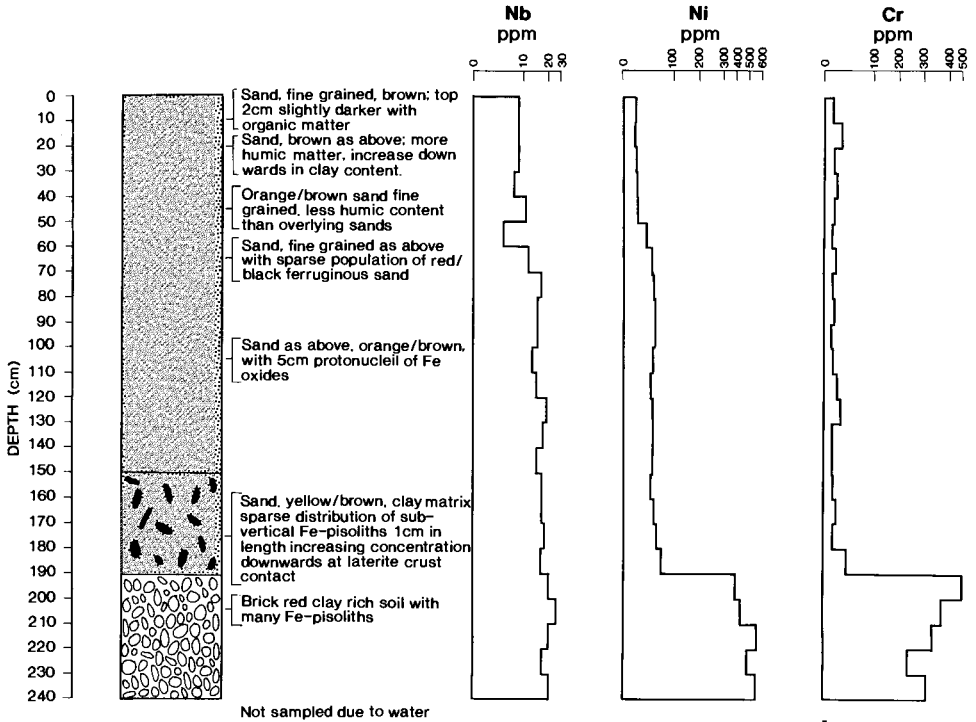 Nb
ppm
0 10 20 30
Ni
ppm
0 100 200 300 400 500 600
Cr
ppm
0 100 200 300 400 500
DEPTH (cm)
0
10
20
30
40
50
60
70
80
90
100
110
120
130
140
150
160
170
180
190
200
210
220
230
240
Sand, fine grained, brown; top
2cm slightly darker with
organic matter
Sand, brown as above; more
humic matter, increase down
wards in clay content.
Orange/brown sand fine
grained, less humic content
than overlying sands
Sand, fine grained as above
with sparse population of red/
black ferruginous sand
Sand as above, orange/brown,
with 5cm protonucleil of Fe
oxides
Sand, yellow/brown, clay matrix
sparse distribution of sub-
vertical Fe-pisoliths 1cm in
length increasing concentration
downwards at laterite crust
contact
Brick red clay rich soil with
many Fe-pisoliths
Not sampled due to water